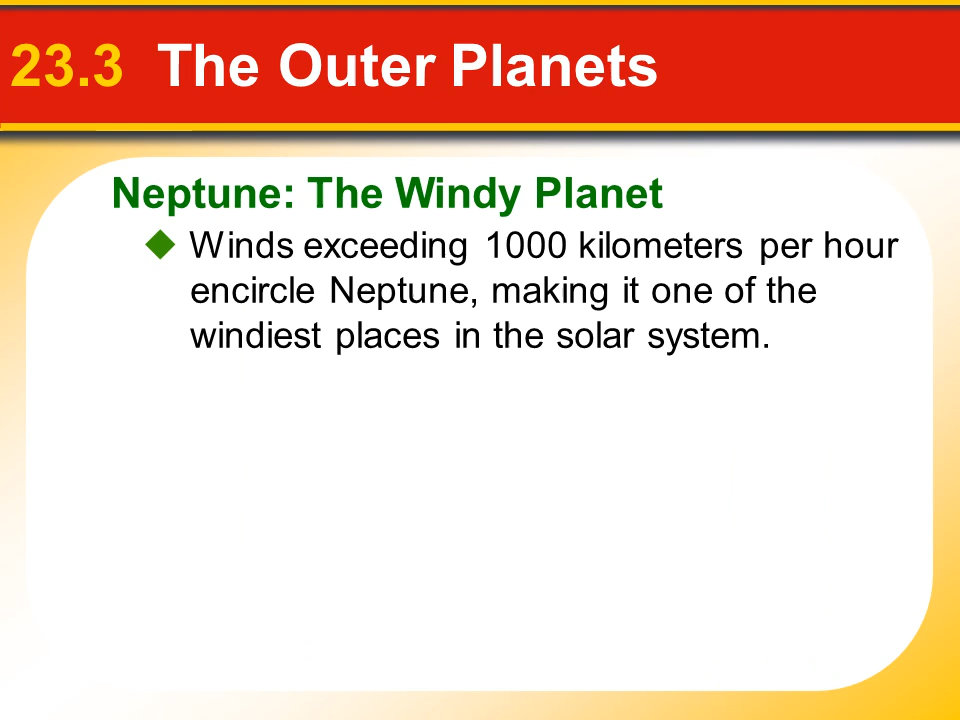 23.3 The Outer Planets
Neptune: The Windy Planet
◆ Winds exceeding 1000 kilometers per hour
encircle Neptune, making it one of the
windiest places in the solar system.